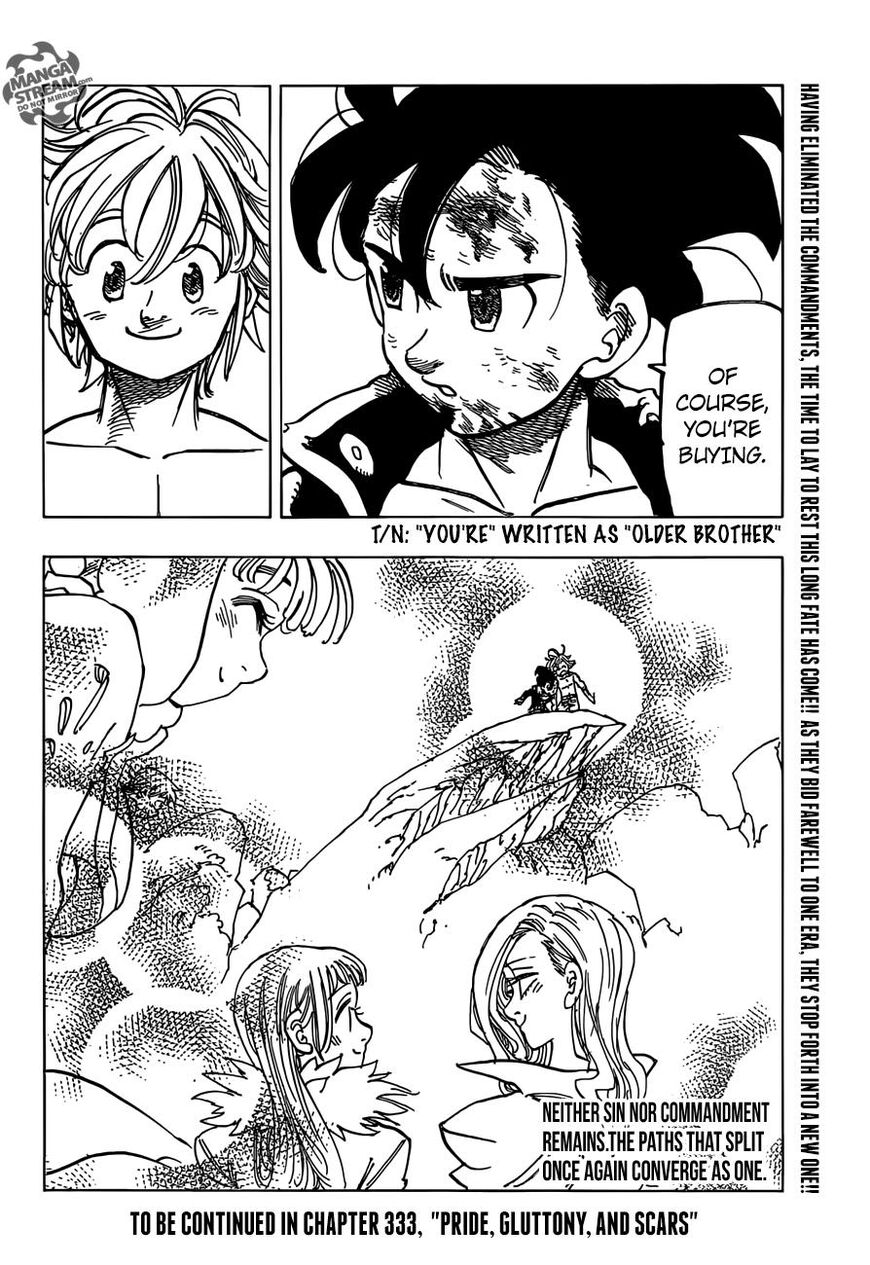 MANGA
STREAM.com
DO NOT MIRROR
OF
COURSE,
YOU'RE
BUYING.
T/N: "YOU'RE" WRITTEN AS "OLDER BROTHER"
HAVING ELIMINATED THE COMMANDMENTS, THE TIME TO LAY TO REST THIS LONG FATE HAS COME!! AS THEY BID FAREWELL TO ONE ERA, THEY STOP FORTH INTO A NEW ONE!!
NEITHER SIN NOR COMMANDMENT
REMAINS.THE PATHS THAT SPLIT
ONCE AGAIN CONVERGE AS ONE.
TO BE CONTINUED IN CHAPTER 333, "PRIDE, GLUTTONY, AND SCARS"